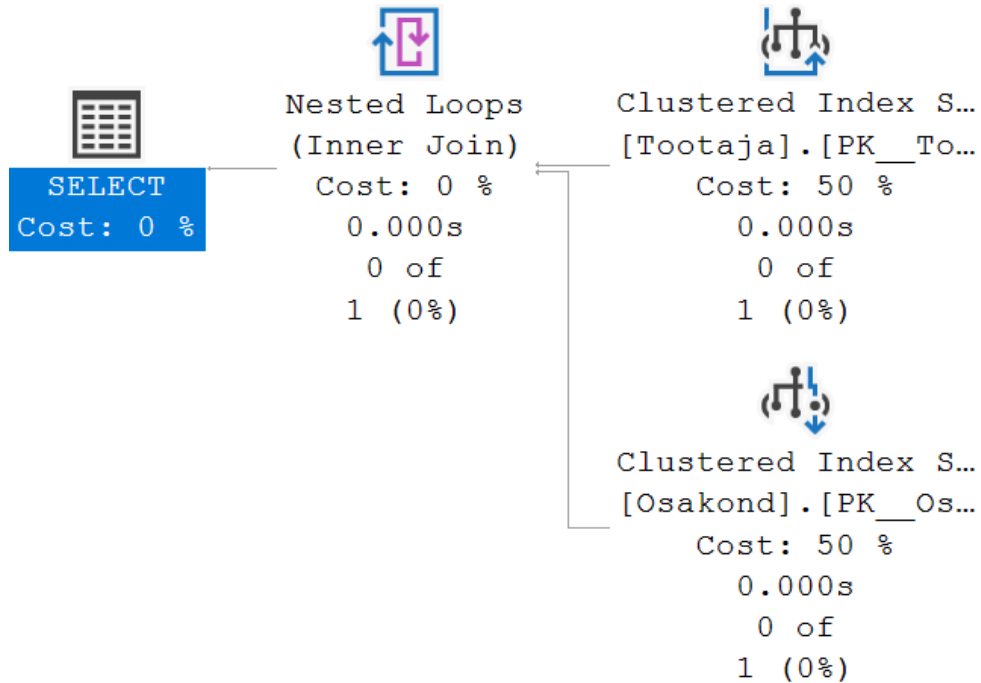 SELECT
Cost: 0 %
Nested Loops
(Inner Join)
Cost: 0 %
0.000s
0 of
1 (0%)
Clustered Index S…
[Tootaja].[PK__To…
Cost: 50 %
0.000s
0 of
1 (0%)
Clustered Index S…
[Osakond].[PK__Os…
Cost: 50 %
0.000s
0 of
1 (0%)